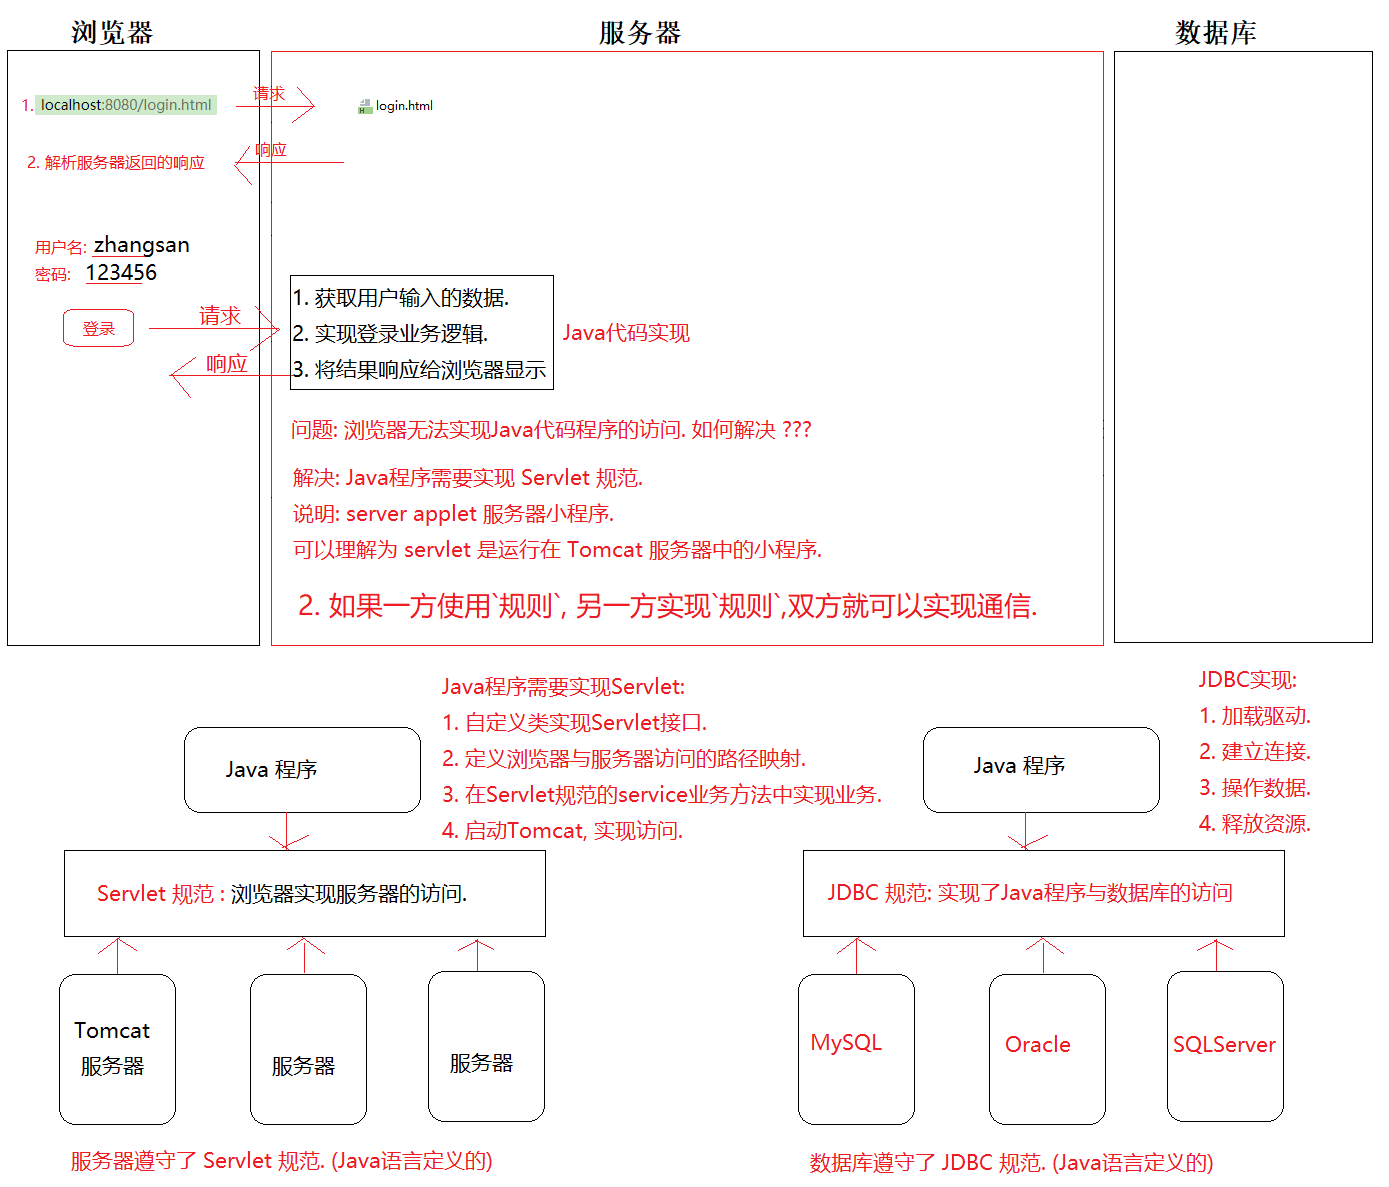 浏览器
服务器
数据库
1. localhost:8080/login.html
请求
login.html
响应
2. 解析服务器返回的响应
用户名: zhangsan
密码: 123456
登录
请求
响应
1. 获取用户输入的数据.
2. 实现登录业务逻辑.
3. 将结果响应给浏览器显示
Java代码实现
问题: 浏览器无法实现Java代码程序的访问. 如何解决 ???
解决: Java程序需要实现 Servlet 规范.
说明: server applet 服务器小程序.
可以理解为 servlet 是运行在 Tomcat 服务器中的小程序.
2. 如果一方使用`规则`, 另一方实现`规则`,双方就可以实现通信.
Java程序需要实现Servlet:
1. 自定义类实现Servlet接口.
2. 定义浏览器与服务器访问的路径映射.
3. 在Servlet规范的service业务方法中实现业务.
4. 启动Tomcat, 实现访问.
Java 程序
Servlet 规范 : 浏览器实现服务器的访问.
Tomcat
服务器
服务器
服务器
服务器遵守了 Servlet 规范. (Java语言定义的)
JDBC实现:
1. 加载驱动.
2. 建立连接.
3. 操作数据.
4. 释放资源.
Java 程序
JDBC 规范: 实现了Java程序与数据库的访问
MySQL
Oracle
SQLServer
数据库遵守了 JDBC 规范. (Java语言定义的)